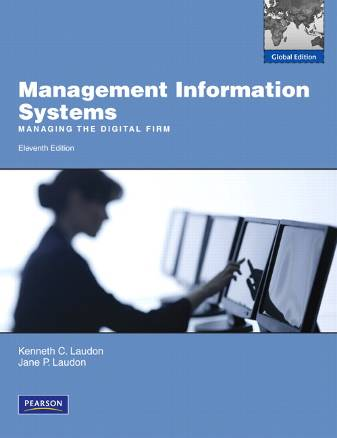 Global Edition
Management Information
Systems
MANAGING THE DIGITAL FIRM
Eleventh Edition
Kenneth C. Laudon
Jane P. Laudon
PEARSON